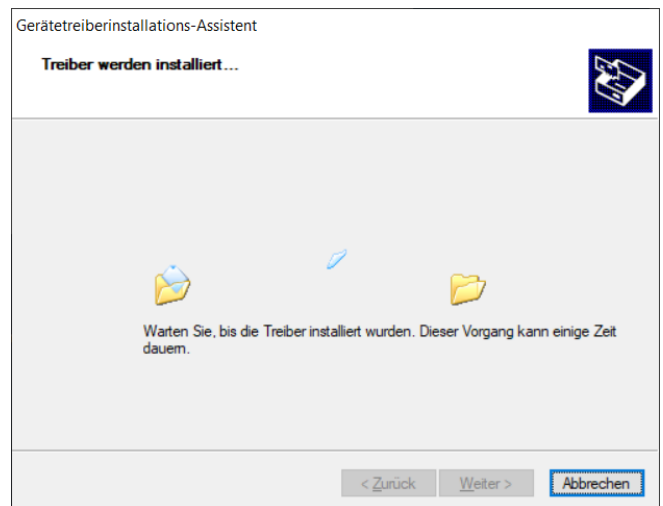 Gerätetreiberinstallations-Assistent
Treiber werden installiert...
Warten Sie, bis die Treiber installiert wurden. Dieser Vorgang kann einige Zeit
dauern.
< Zurück Weiter > Abbrechen